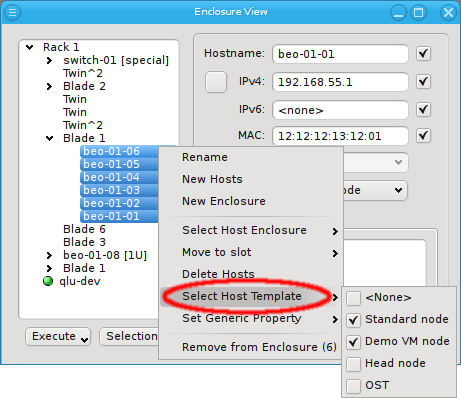 Enclosure View
Rack 1
switch-01 [special]
Twin^2
Blade 2
Twin
Twin
Twin^2
Blade 1
beo-01-06
beo-01-05
beo-01-04
beo-01-03
beo-01-02
beo-01-01
Blade 6
Blade 3
beo-01-08 [1U]
Blade 1
qlu-dev
Execute
Selection
Hostname: beo-01-01
IPv4: 192.168.55.1
IPv6: <none>
MAC: 12:12:12:13:12:01
ode
Rename
New Hosts
New Enclosure
Select Host Enclosure
Move to slot
Delete Hosts
Select Host Template
Set Generic Property
Remove from Enclosure (6)
<None>
Standard node
Demo VM node
Head node
OST